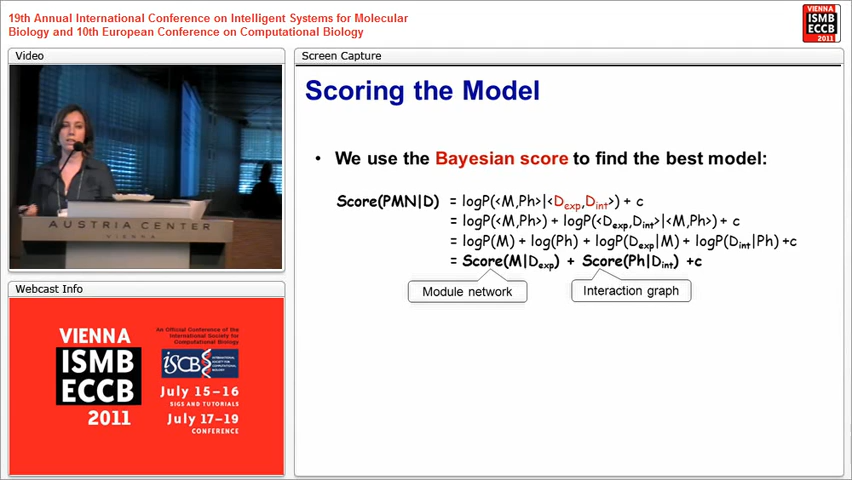 19th Annual International Conference on Intelligent Systems for Molecular
Biology and 10th European Conference on Computational Biology
VIENNA
ISMB
ECCB
2011
Video
AUSTRIA CENTER
VIENNA
Screen Capture
Scoring the Model
• We use the Bayesian score to find the best model:
Score(PMN|D) = logP(<M,Ph>|<Dexp,Dint>) + c
= logP(<M,Ph>) + logP(<Dexp,Dint>|<M,Ph>) + c
= logP(M) + log(Ph) + logP(Dexp|M) + logP(Dint|Ph) +c
= Score(M|Dexp) + Score(Ph|Dint) +c
Module network
Interaction graph
Webcast Info
VIENNA
ISMB
ECCB
2011
An Official Conference of the
International Society for
Computational Biology
ISCB
INTERNATIONAL
SOCIETY FOR
COMPUTATIONAL
BIOLOGY
July 15–16
SIGS AND TUTORIALS
July 17–19
CONFERENCE